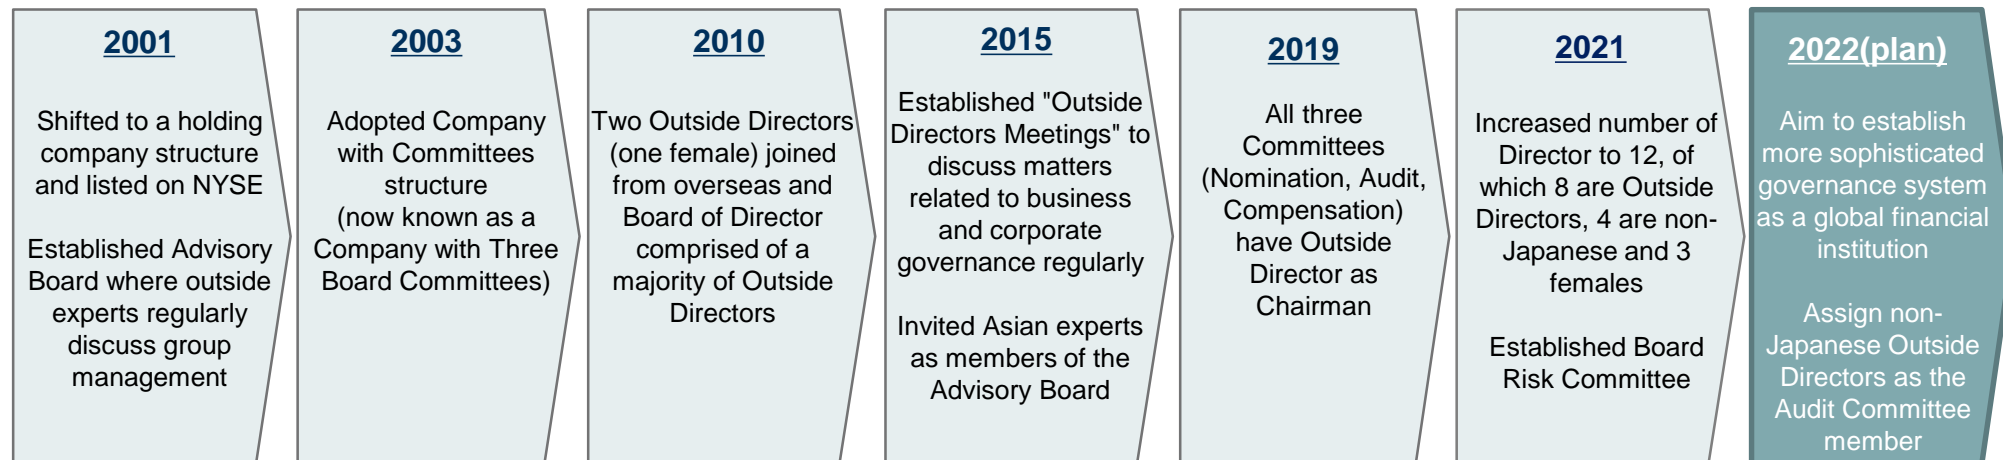 2001
Shifted to a holding
company structure
and listed on NYSE
Established Advisory
Board where outside
experts regularly
discuss group
management
2003
Adopted Company
with Committees
structure
(now known as a
Company with Three
Board Committees)
2010
Two Outside Directors
(one female) joined
from overseas and
Board of Director
comprised of a
majority of Outside
Directors
2015
Established "Outside
Directors Meetings" to
discuss matters
related to business
and corporate
governance regularly
Invited Asian experts
as members of the
Advisory Board
2019
All three
Committees
(Nomination, Audit,
Compensation)
have Outside
Director as
Chairman
2021
Increased number of
Director to 12, of
which 8 are Outside
Directors, 4 are non-
Japanese and 3
females
Established Board
Risk Committee
2022(plan)
Aim to establish
more sophisticated
governance system
as a global financial
institution
Assign non-
Japanese Outside
Directors as the
Audit Committee
member